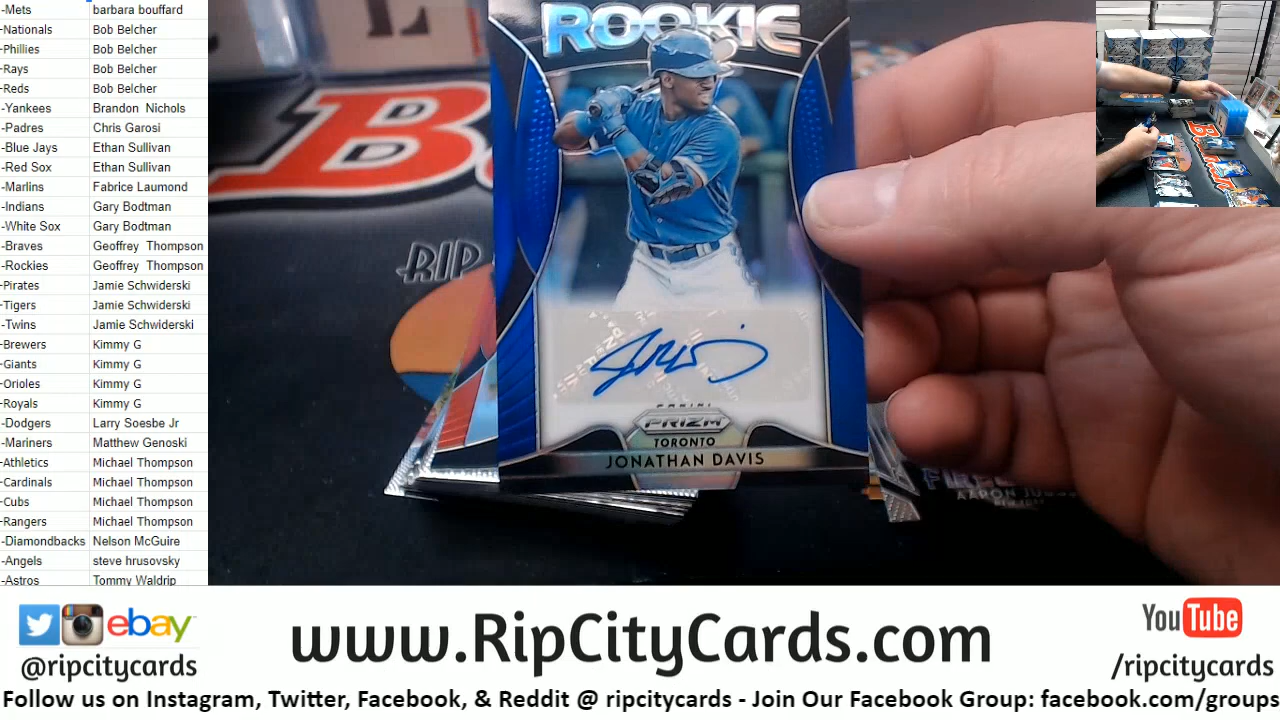 -Mets barbara bouffard
-Nationals Bob Belcher
-Phillies Bob Belcher
-Rays Bob Belcher
-Reds Bob Belcher
-Yankees Brandon Nichols
-Padres Chris Garosi
-Blue Jays Ethan Sullivan
-Red Sox Ethan Sullivan
-Marlins Fabrice Laumond
-Indians Gary Bodtman
-White Sox Gary Bodtman
-Braves Geoffrey Thompson
-Rockies Geoffrey Thompson
-Pirates Jamie Schwiderski
-Tigers Jamie Schwiderski
-Twins Jamie Schwiderski
-Brewers Kimmy G
-Giants Kimmy G
-Orioles Kimmy G
-Royals Kimmy G
-Dodgers Larry Soesbe Jr
-Mariners Matthew Genoski
-Athletics Michael Thompson
-Cardinals Michael Thompson
-Cubs Michael Thompson
-Rangers Michael Thompson
-Diamondbacks Nelson McGuire
-Angels steve hrusovsky
-Astros Tommy Waldrip
ROOKIE
RIP
PANINI
PRIZM
TORONTO
JONATHAN DAVIS
ebay
@ripcitycards
www.RipCityCards.com
YouTube
/ripcitycards
Follow us on Instagram, Twitter, Facebook, & Reddit @ ripcitycards - Join Our Facebook Group: facebook.com/groups